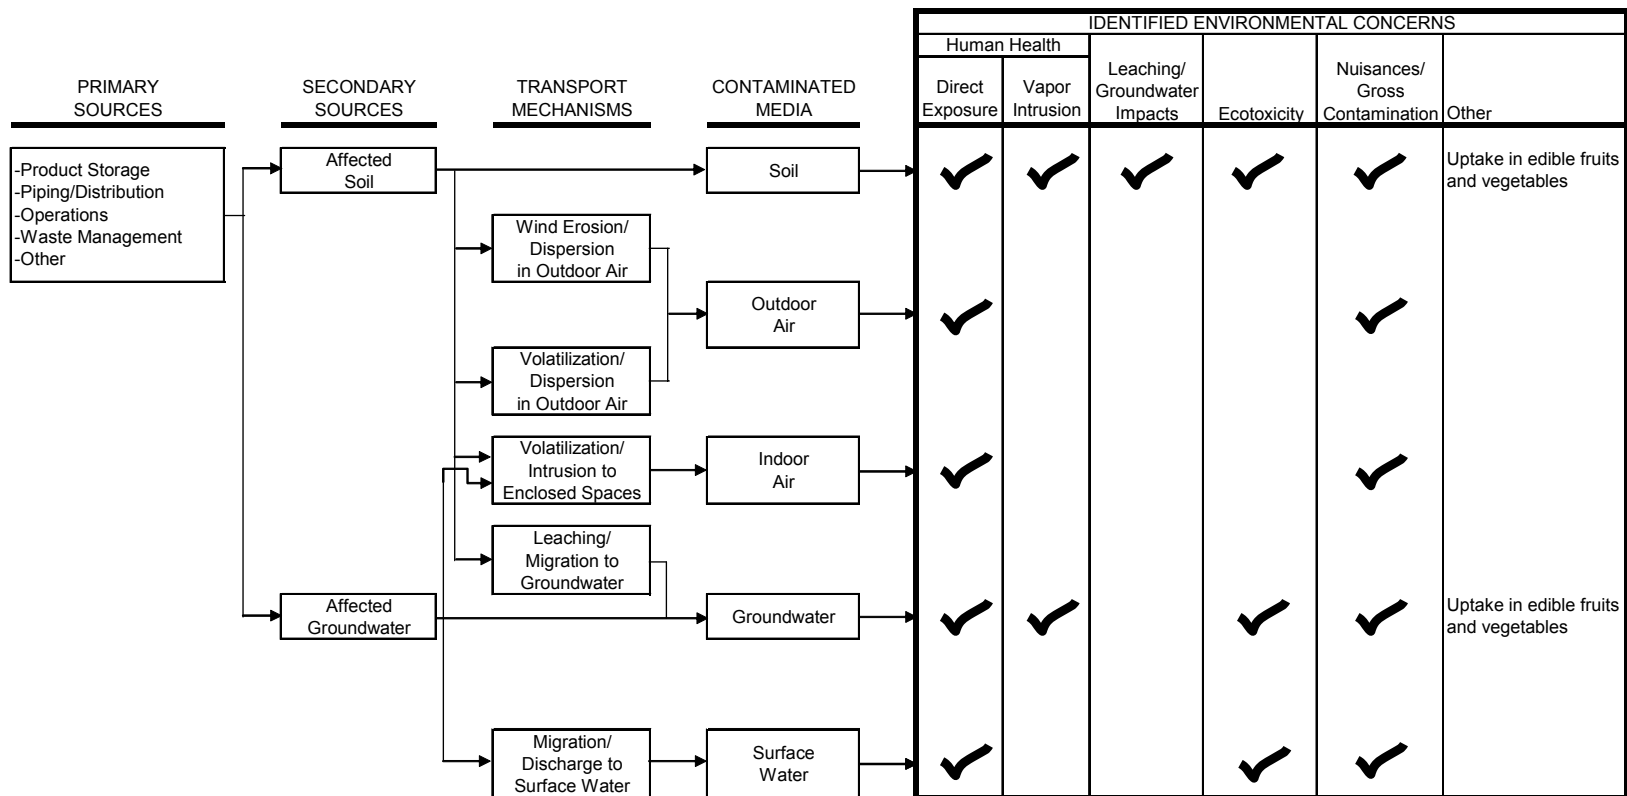 IDENTIFIED ENVIRONMENTAL CONCERNS
Human Health
PRIMARY
SOURCES
SECONDARY
SOURCES
TRANSPORT
MECHANISMS
CONTAMINATED
MEDIA
Direct
Exposure
Vapor
Intrusion
Leaching/
Groundwater
Impacts
Ecotoxicity
Nuisances/
Gross
Contamination
Other
-Product Storage
-Piping/Distribution
-Operations
-Waste Management
-Other
Affected
Soil
Soil
Uptake in edible fruits
and vegetables
Wind Erosion/
Dispersion
in Outdoor Air
Outdoor
Air
Volatilization/
Dispersion
in Outdoor Air
Volatilization/
Intrusion to
Enclosed Spaces
Indoor
Air
Leaching/
Migration to
Groundwater
Affected
Groundwater
Groundwater
Uptake in edible fruits
and vegetables
Migration/
Discharge to
Surface Water
Surface
Water